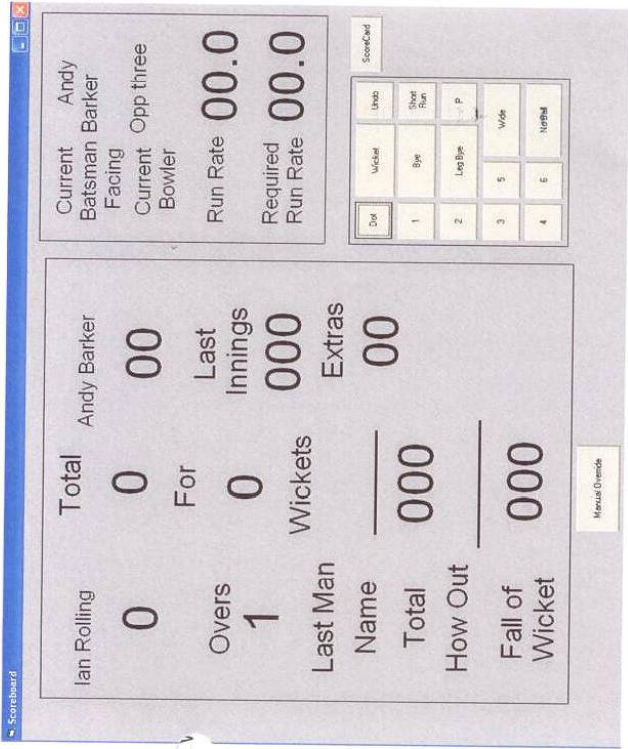 Scoreboard
Ian Rolling
Total
Andy Barker
0
0
00
For
Overs
0
Last
Innings
1
Wickets
000
Last Man
Name
Extras
00
Total
000
How Out
Fall of
Wicket
000
Current
Batsman
Facing
Andy
Barker
Current
Bowler
Opp three
Run Rate
00.0
Required
Run Rate
00.0
ScoreCard
Dot
Wicket
Undo
1
Bye
Short
Run
2
Leg Bye
P
3
5
Wide
4
6
Manual Override